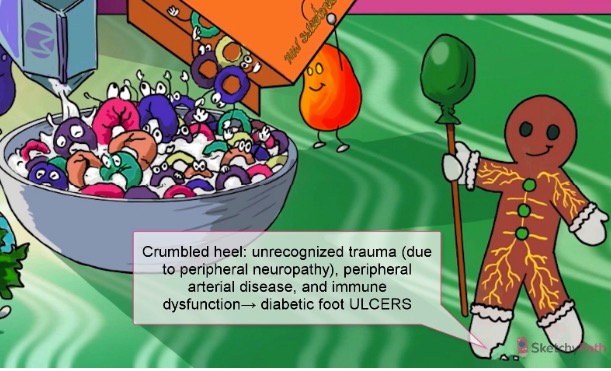 Crumbled heel: unrecognized trauma (due
to peripheral neuropathy), peripheral
arterial disease, and immune
dysfunction→ diabetic foot ULCERS
SketchyPath